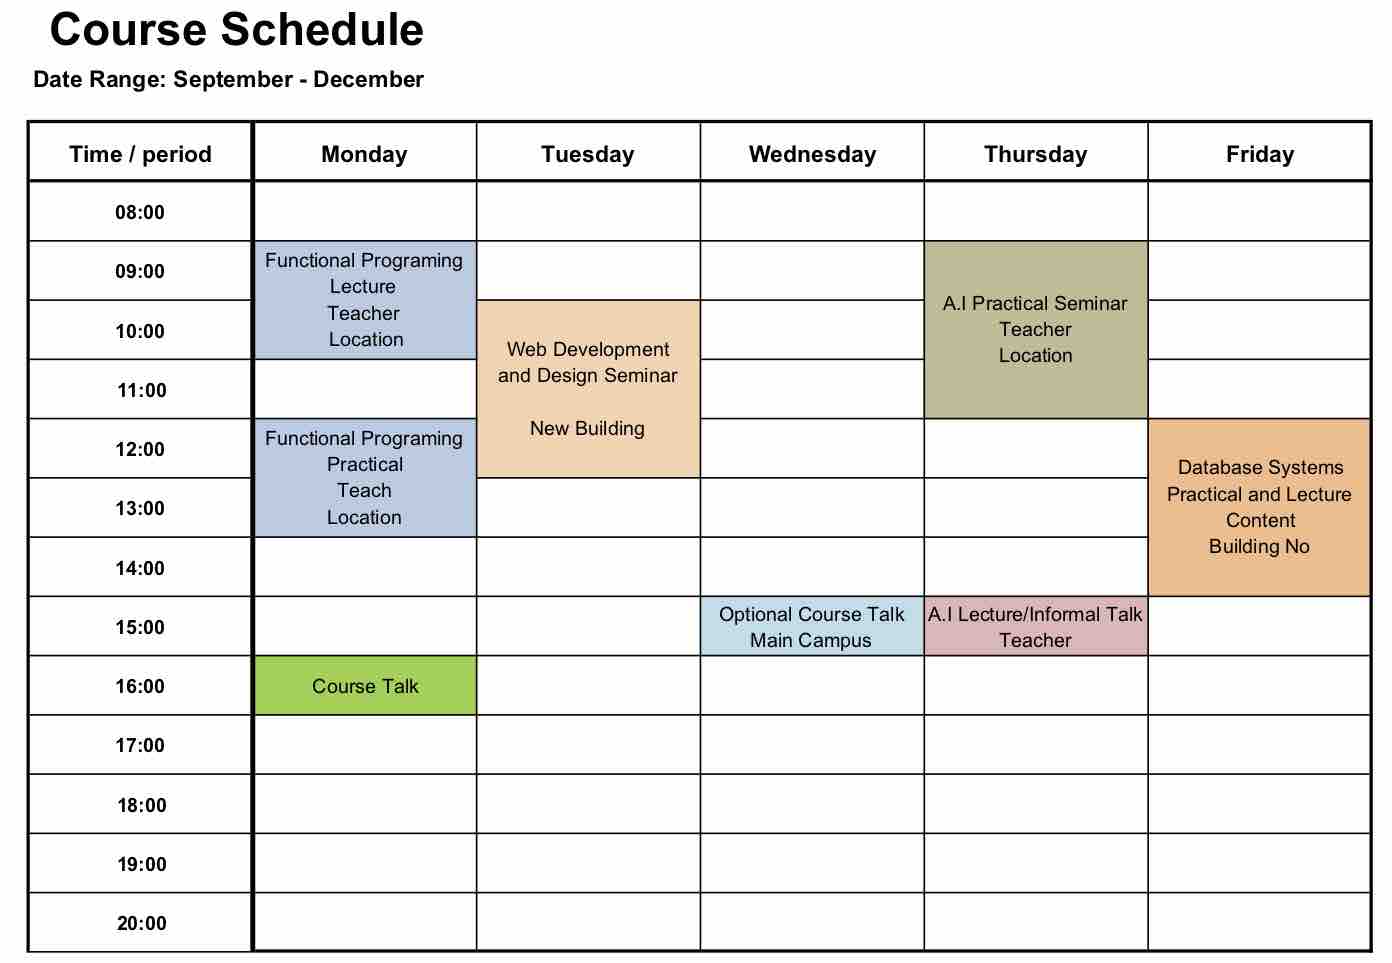 Course Schedule
Date Range: September - December
Time / period Monday Tuesday Wednesday Thursday Friday
08:00
09:00
Functional Programing
Lecture
Teacher
Location
A.I Practical Seminar
Teacher
Location
10:00
Web Development
and Design Seminar
New Building
11:00
12:00
Functional Programing
Practical
Teach
Location
Database Systems
Practical and Lecture
Content
Building No
13:00
14:00
15:00
Optional Course Talk
Main Campus
A.I Lecture/Informal Talk
Teacher
16:00
Course Talk
17:00
18:00
19:00
20:00